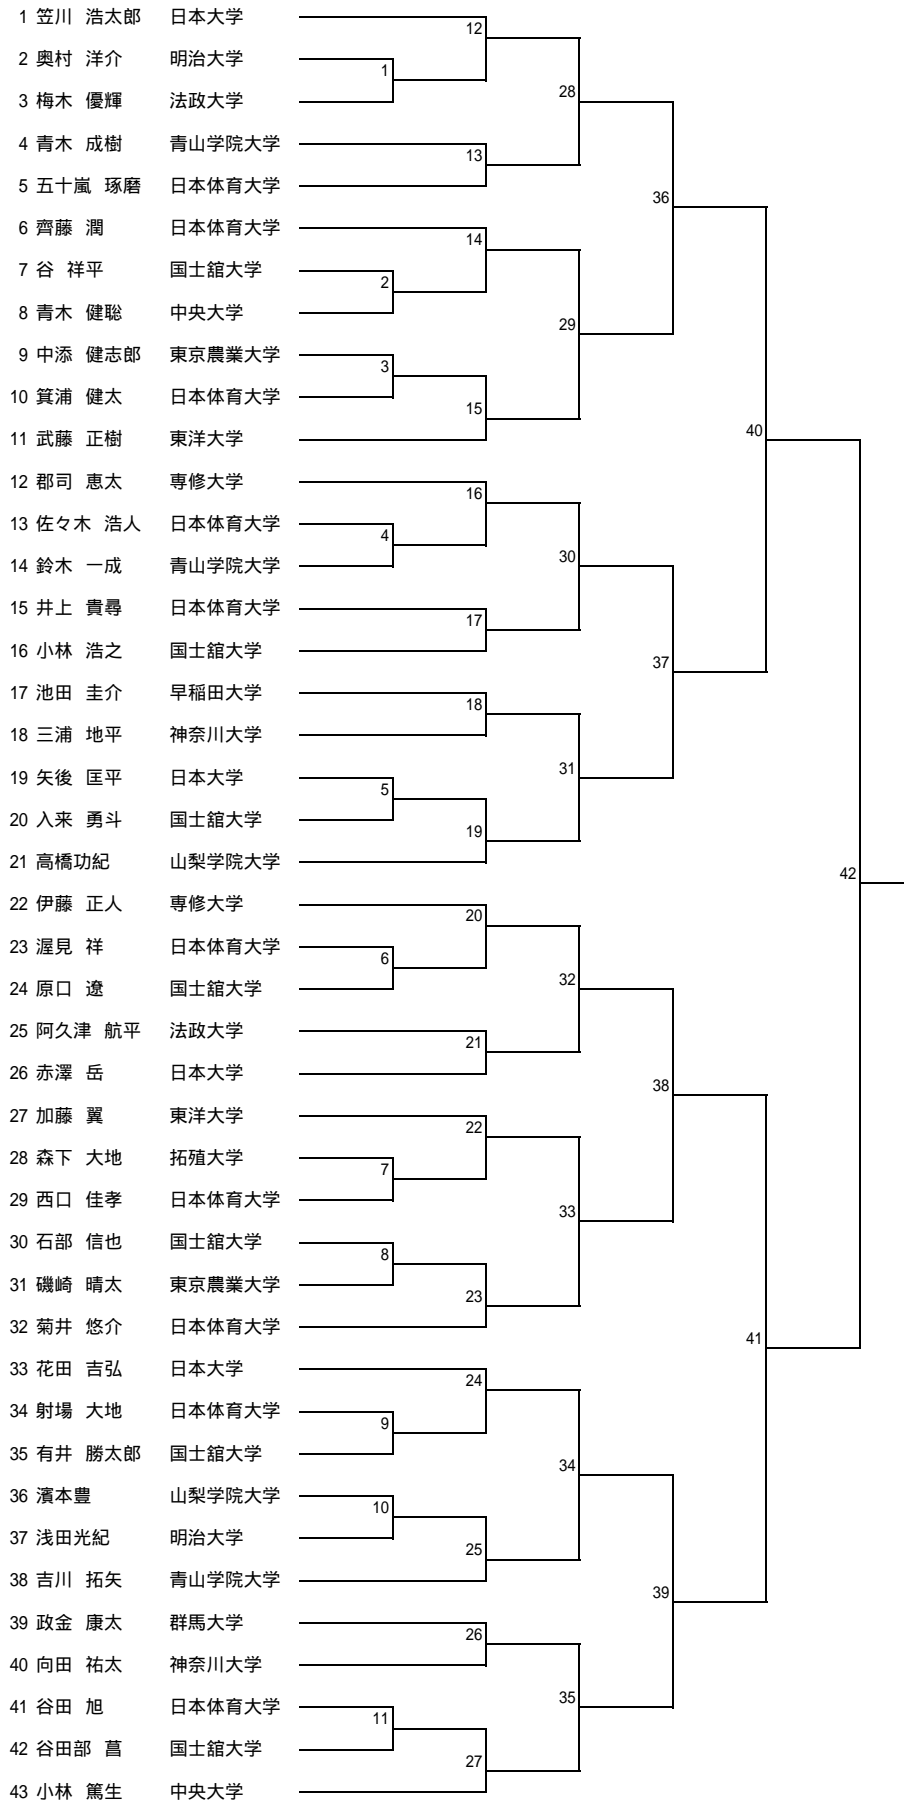 1 笠川 浩太郎 日本大学
12
2 奥村 洋介 明治大学
1
3 梅木 優輝 法政大学
28
4 青木 成樹 青山学院大学
13
5 五十嵐 琢磨 日本体育大学
36
6 齊藤 潤 日本体育大学
14
7 谷 祥平 国士舘大学
2
8 青木 健聡 中央大学
29
9 中添 健志郎 東京農業大学
3
10 箕浦 健太 日本体育大学
15
11 武藤 正樹 東洋大学
40
12 郡司 恵太 専修大学
16
13 佐々木 浩人 日本体育大学
4
14 鈴木 一成 青山学院大学
30
15 井上 貴尋 日本体育大学
17
16 小林 浩之 国士舘大学
37
17 池田 圭介 早稲田大学
18
18 三浦 地平 神奈川大学
31
19 矢後 匡平 日本大学
5
20 入来 勇斗 国士舘大学
19
21 高橋功紀 山梨学院大学
42
22 伊藤 正人 専修大学
20
23 渥見 祥 日本体育大学
6
24 原口 遼 国士舘大学
32
25 阿久津 航平 法政大学
21
26 赤澤 岳 日本大学
38
27 加藤 翼 東洋大学
22
28 森下 大地 拓殖大学
7
29 西口 佳孝 日本体育大学
33
30 石部 信也 国士舘大学
8
31 磯崎 晴太 東京農業大学
23
32 菊井 悠介 日本体育大学
41
33 花田 吉弘 日本大学
24
34 射場 大地 日本体育大学
9
35 有井 勝太郎 国士舘大学
34
36 濱本豊 山梨学院大学
10
37 浅田光紀 明治大学
25
38 吉川 拓矢 青山学院大学
39
39 政金 康太 群馬大学
26
40 向田 祐太 神奈川大学
35
41 谷田 旭 日本体育大学
11
42 谷田部 菖 国士舘大学
27
43 小林 篤生 中央大学